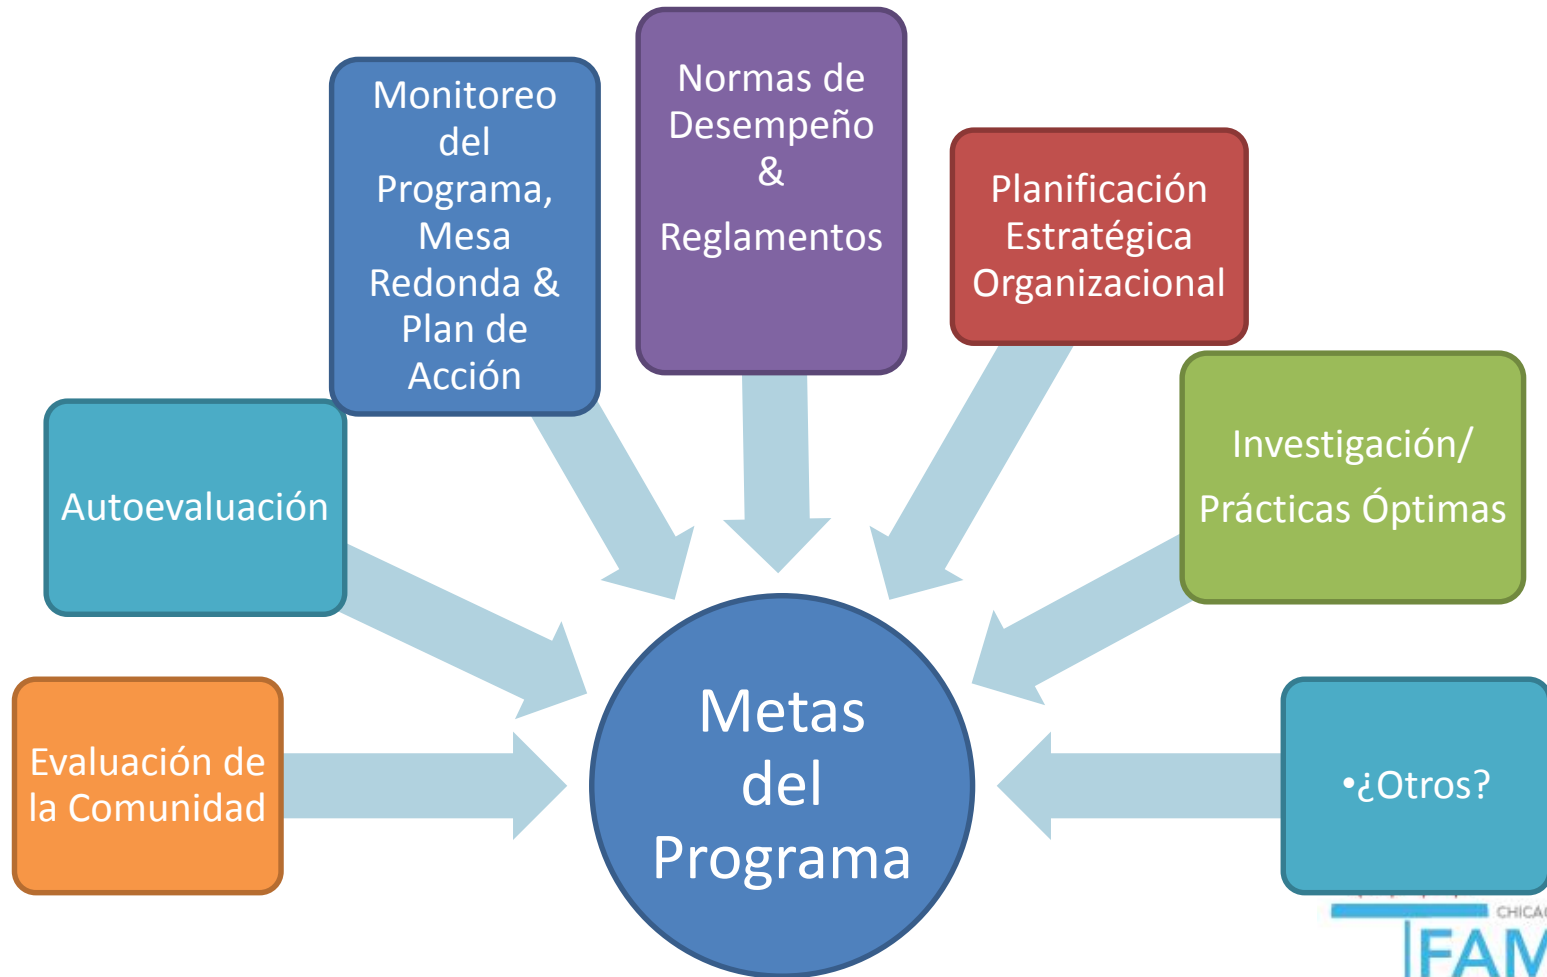 Monitoreo
del
Programa,
Mesa
Redonda &
Plan de
Acción
Normas de
Desempeño
&
Reglamentos
Planificación
Estratégica
Organizacional
Autoevaluación
Investigación/
Prácticas Óptimas
Evaluación de
la Comunidad
Metas
del
Programa
•¿Otros?